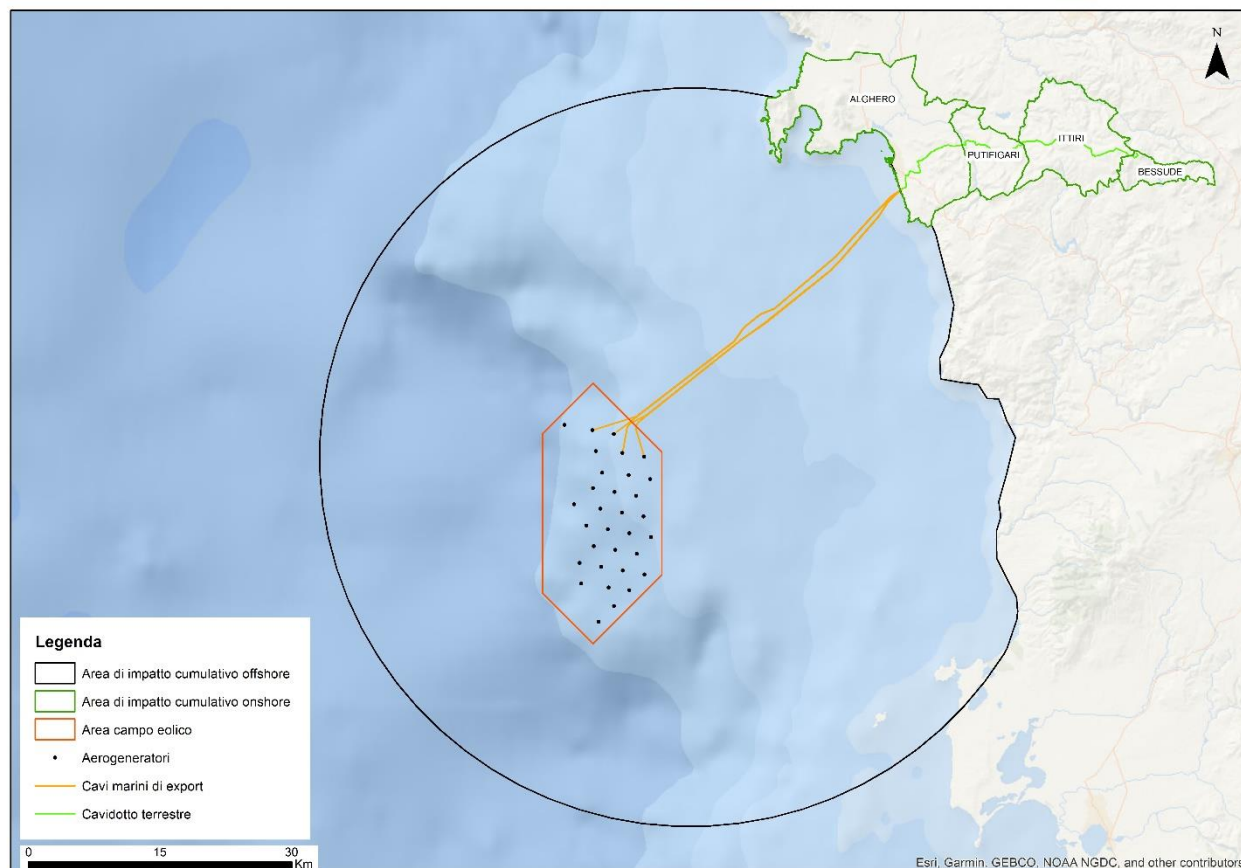 N
ALGHERO
ITTIRI
PUTIFIGARI
BESSUDE
Legenda
Area di impatto cumulativo offshore
Area di impatto cumulativo onshore
Area campo eolico
Aerogeneratori
Cavi marini di export
Cavidotto terrestre
0 15 30
Km
Esri, Garmin, GEBCO, NOAA NGDC, and other contributors